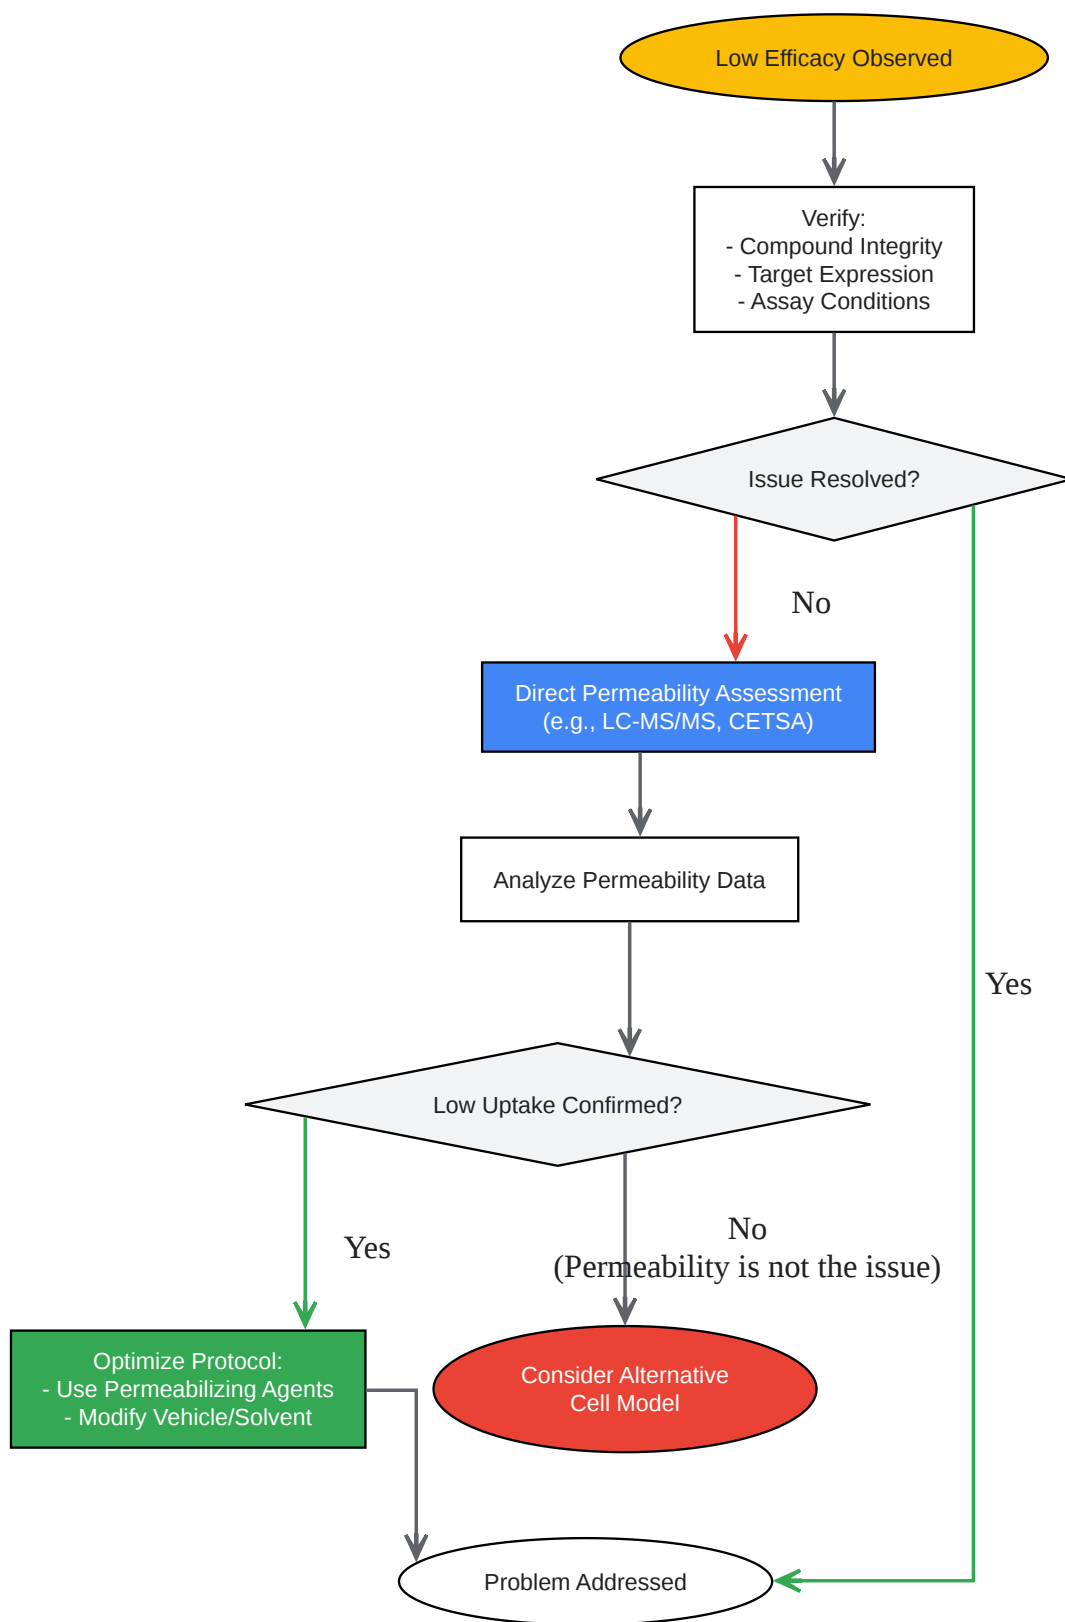 Low Efficacy Observed
Verify:
- Compound Integrity
- Target Expression
- Assay Conditions
Issue Resolved?
No
Direct Permeability Assessment
(e.g., LC-MS/MS, CETSA)
Analyze Permeability Data
Yes
Low Uptake Confirmed?
Yes
No
(Permeability is not the issue)
Optimize Protocol:
- Use Permeabilizing Agents
- Modify Vehicle/Solvent
Consider Alternative
Cell Model
Problem Addressed